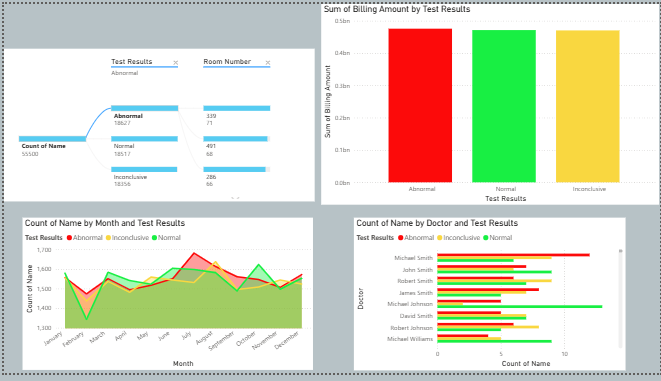 Test Results
Room Number
Abnormal
Count of Name
55500
Abnormal
18627
Normal
18517
Inconclusive
18356
339
71
491
68
286
66
Sum of Billing Amount by Test Results
Sum of Billing Amount
0.5bn
0.3bn
0.2bn
0.1bn
0.0bn
Abnormal
Normal
Inconclusive
Test Results
Count of Name by Month and Test Results
Test Results Abnormal Inconclusive Normal
Count of Name
1,700
1,600
1,500
1,400
1,300
January
February
March
April
May
June
July
August
September
October
November
December
Month
Count of Name by Doctor and Test Results
Test Results Abnormal Inconclusive Normal
Doctor
Michael Smith
John Smith
Robert Smith
James Smith
Michael Johnson
David Smith
Robert Johnson
Michael Williams
0 5 10
Count of Name